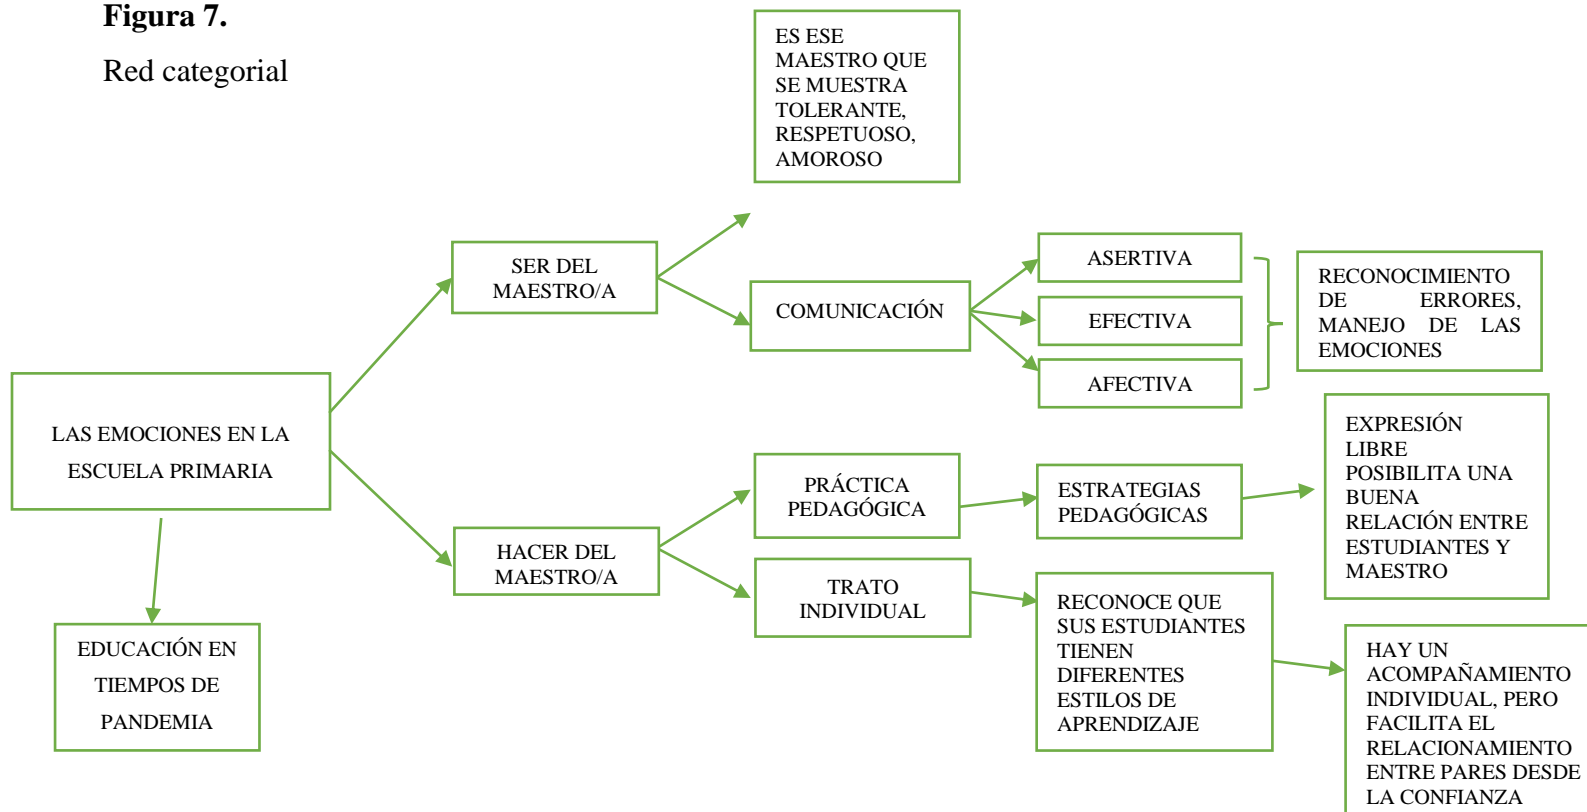 Figura 7.
Red categorial
ES ESE
MAESTRO QUE
SE MUESTRA
TOLERANTE,
RESPETUOSO,
AMOROSO
SER DEL
MAESTRO/A
COMUNICACIÓN
ASERTIVA
EFECTIVA
AFECTIVA
RECONOCIMIENTO
DE ERRORES,
MANEJO DE LAS
EMOCIONES
LAS EMOCIONES EN LA
ESCUELA PRIMARIA
HACER DEL
MAESTRO/A
PRÁCTICA
PEDAGÓGICA
ESTRATEGIAS
PEDAGÓGICAS
EXPRESIÓN
LIBRE
POSIBILITA UNA
BUENA
RELACIÓN ENTRE
ESTUDIANTES Y
MAESTRO
TRATO
INDIVIDUAL
RECONOCE QUE
SUS ESTUDIANTES
TIENEN
DIFERENTES
ESTILOS DE
APRENDIZAJE
HAY UN
ACOMPAÑAMIENTO
INDIVIDUAL, PERO
FACILITA EL
RELACIONAMIENTO
ENTRE PARES DESDE
LA CONFIANZA
EDUCACIÓN EN
TIEMPOS DE
PANDEMIA